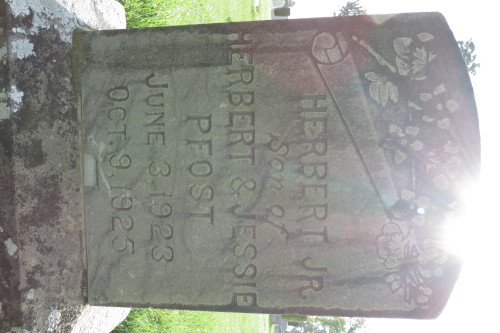 HERBERT JR.
Son of
HERBERT & JESSIE
PFOST
JUNE 3, 1923
OCT. 9, 1925